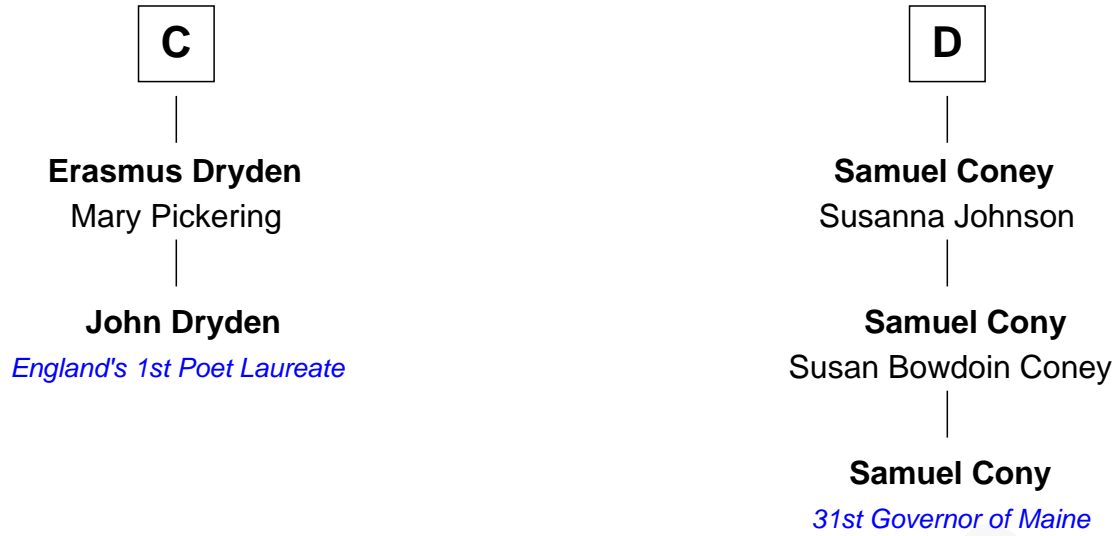 C
Erasmus Dryden
Mary Pickering
John Dryden
England's 1st Poet Laureate
D
Samuel Coney
Susanna Johnson
Samuel Cony
Susan Bowdoin Coney
Samuel Cony
31st Governor of Maine